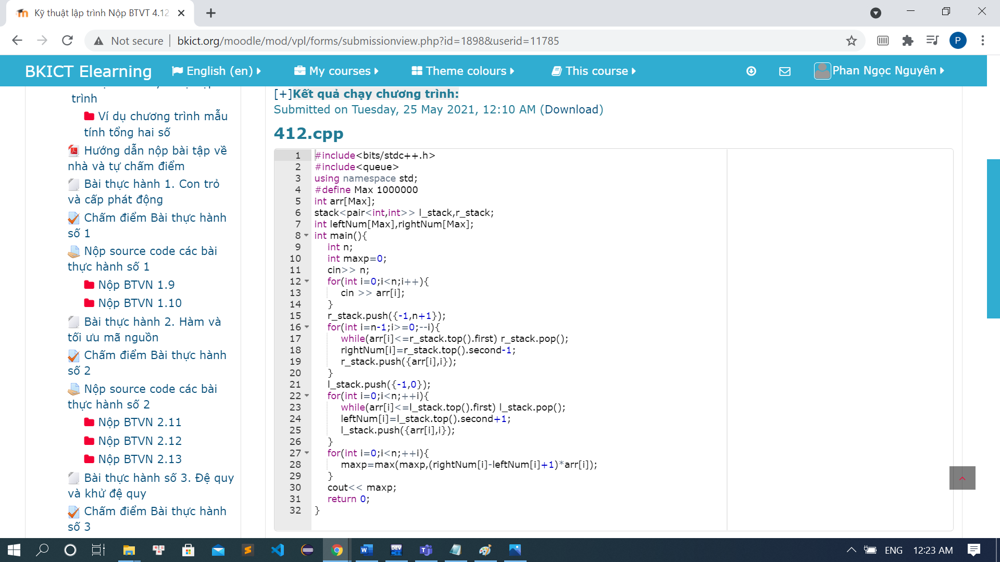 Kỹ thuật lập trình Nộp BTVT 4.12
Not secure | bkict.org/moodle/mod/vpl/forms/submissionview.php?id=1898&userid=11785
P
BKICT Elearning
English (en)
My courses
Theme colours
This course
Phan Ngọc Nguyên
trình
Ví dụ chương trình mẫu
tính tổng hai số
Hướng dẫn nộp bài tập về
nhà và tự chấm điểm
Bài thực hành 1. Con trỏ
và cấp phát động
Chấm điểm Bài thực hành
số 1
Nộp source code các bài
thực hành số 1
Nộp BTVN 1.9
Nộp BTVN 1.10
Bài thực hành 2. Hàm và
tối ưu mã nguồn
Chấm điểm Bài thực hành
số 2
Nộp source code các bài
thực hành số 2
Nộp BTVN 2.11
Nộp BTVN 2.12
Nộp BTVN 2.13
Bài thực hành số 3. Đệ quy
và khử đệ quy
Chấm điểm Bài thực hành
số 3
[+]Kết quả chạy chương trình:
Submitted on Tuesday, 25 May 2021, 12:10 AM (Download)
412.cpp
1 #include<bits/stdc++.h>
2 #include<queue>
3 using namespace std;
4 #define Max 1000000
5 int arr[Max];
6 stack<pair<int,int>> l_stack,r_stack;
7 int leftNum[Max],rightNum[Max];
8 int main(){
9 int n;
10 int maxp=0;
11 cin>> n;
12 for(int i=0;i<n;i++){
13 cin >> arr[i];
14 }
15 r_stack.push({-1,n+1});
16 for(int i=n-1;i>=0;--i){
17 while(arr[i]<=r_stack.top().first) r_stack.pop();
18 rightNum[i]=r_stack.top().second-1;
19 r_stack.push({arr[i],i});
20 }
21 l_stack.push({-1,0});
22 for(int i=0;i<n;++i){
23 while(arr[i]<=l_stack.top().first) l_stack.pop();
24 leftNum[i]=l_stack.top().second+1;
25 l_stack.push({arr[i],i});
26 }
27 for(int i=0;i<n;++i){
28 maxp=max(maxp,(rightNum[i]-leftNum[i]+1)*arr[i]);
29 }
30 cout<< maxp;
31 return 0;
32 }
ENG
12:23 AM